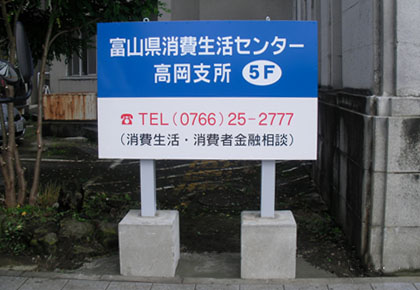 富山県消費生活センター
高岡支所 5F
☎TEL(0766)25-2777
(消費生活・消費者金融相談)